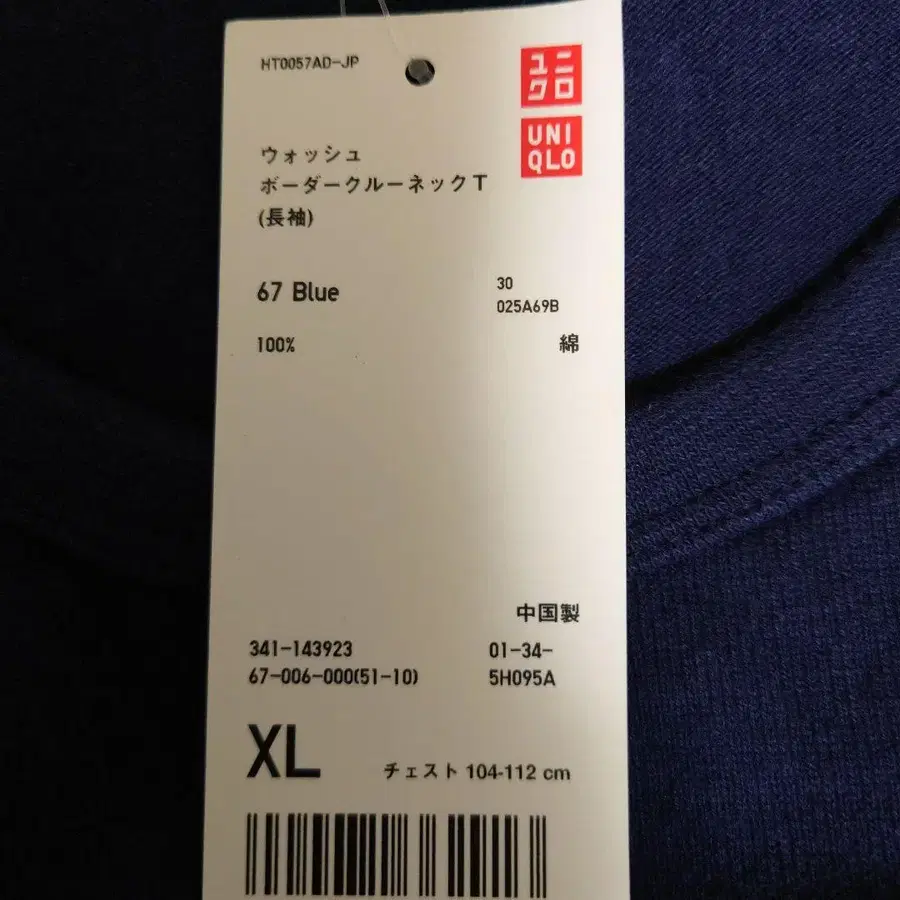 HT0057AD-JP
ユニ
クロ
UNI
QLO
ウォッシュ
ボーダークルーネックT
(長袖)
67 Blue
30
025A69B
100%
綿
中国製
341-143923
01-34-
67-006-000(51-10)
5H095A
XL
チェスト 104-112 cm